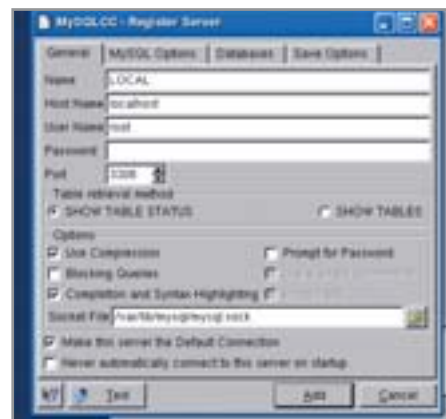 MySQLCC - Register Server
General MySQL Options Databases Save Options
Name LOCAL
Host Name localhost
User Name root
Password
Port 3306
Table retrieval method
SHOW TABLE STATUS SHOW TABLES
Options
Use Compression Prompt for Password
Blocking Queries
Completion and Syntax Highlighting
Socket File /var/lib/mysql/mysql.sock
Make this server the Default Connection
Never automatically connect to this server on startup
Test Add Cancel